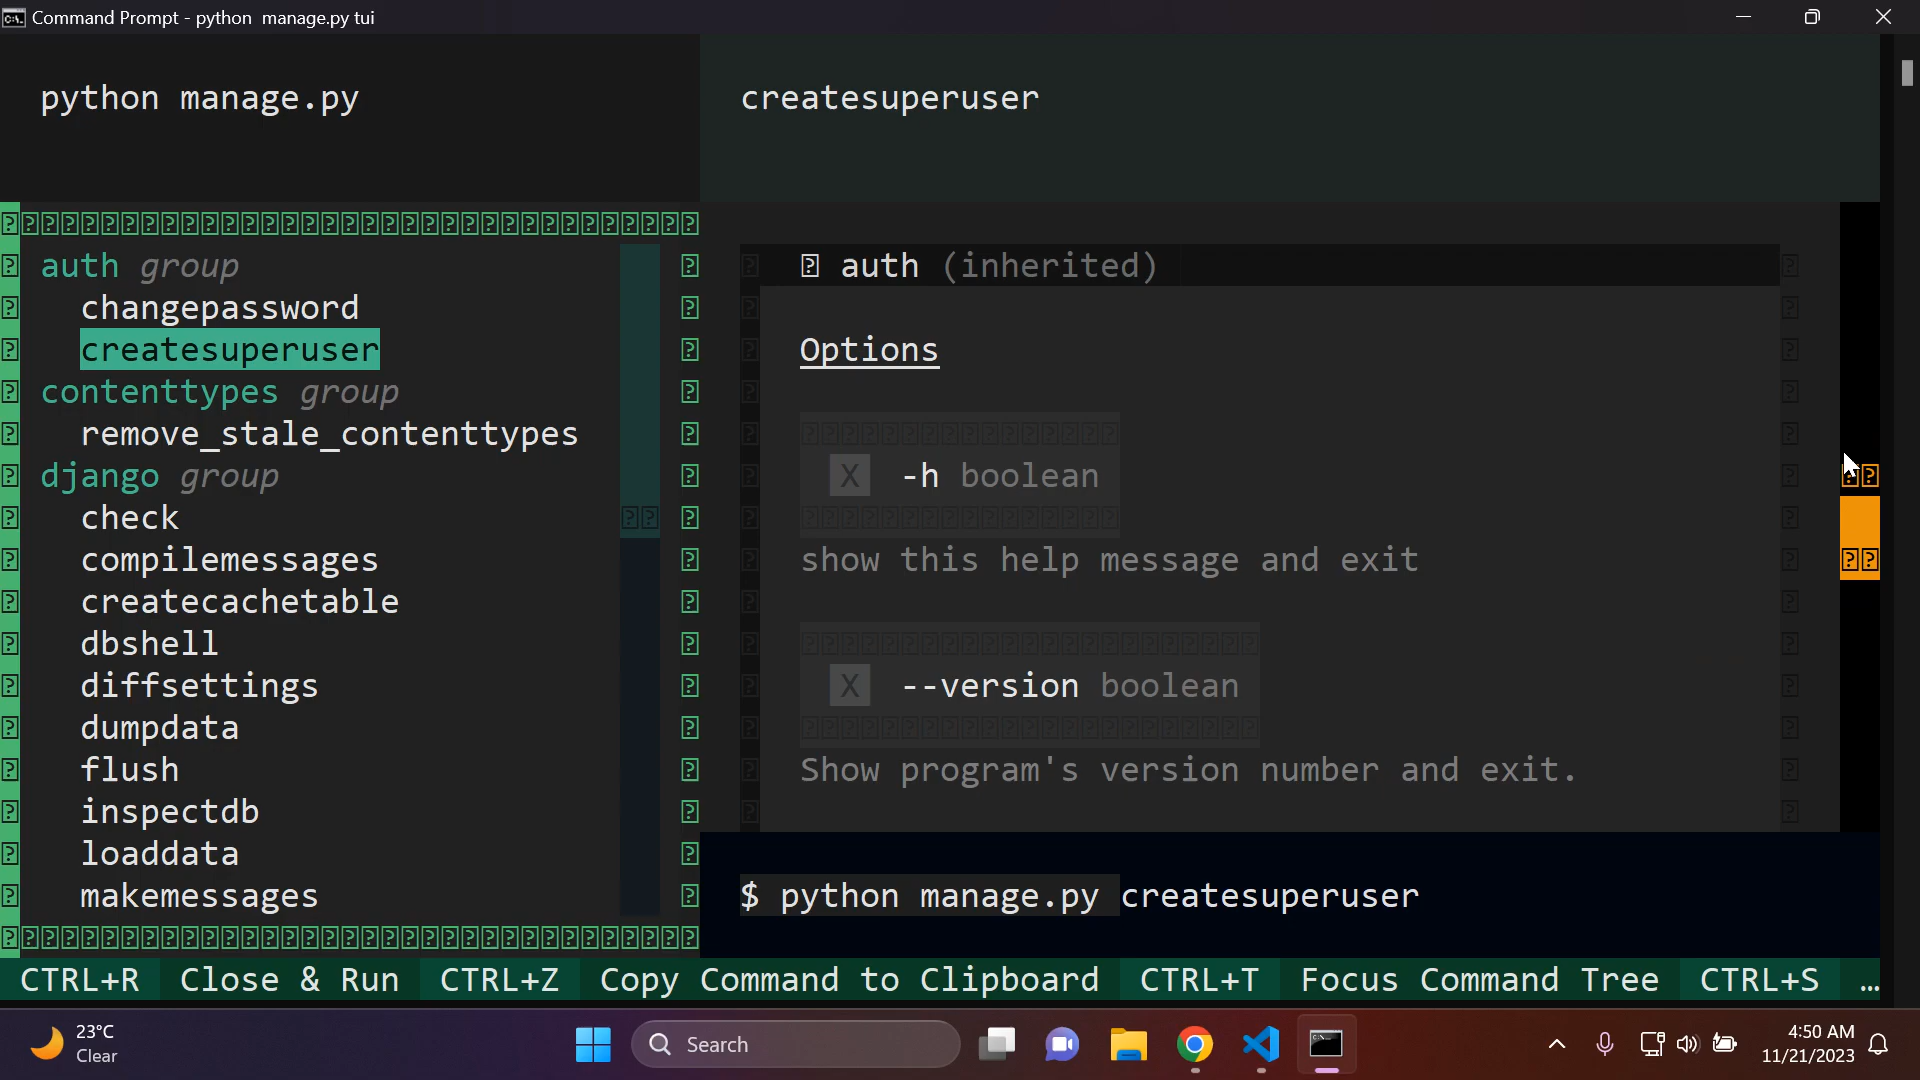 Command Prompt - python  manage.py tui
python manage.py
createsuperuser
auth group
changepassword
createsuperuser
contenttypes group
remove_stale_contenttypes
django group
check
compilemessages
createcachetable
dbshell
diffsettings
dumpdata
flush
inspectdb
loaddata
makemessages
auth (inherited)
Options
X -h boolean
show this help message and exit
X --version boolean
Show program's version number and exit.
$ python manage.py createsuperuser
CTRL+R Close & Run CTRL+Z Copy Command to Clipboard CTRL+T Focus Command Tree CTRL+S …
23°C
Clear
Search
4:50 AM
11/21/2023